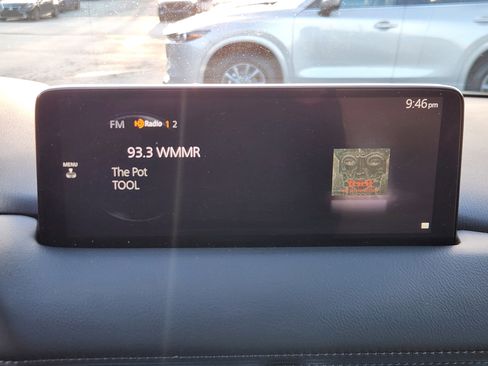 9:46pm
FM HD Radio 1 2
93.3 WMMR
MENU
The Pot
TOOL